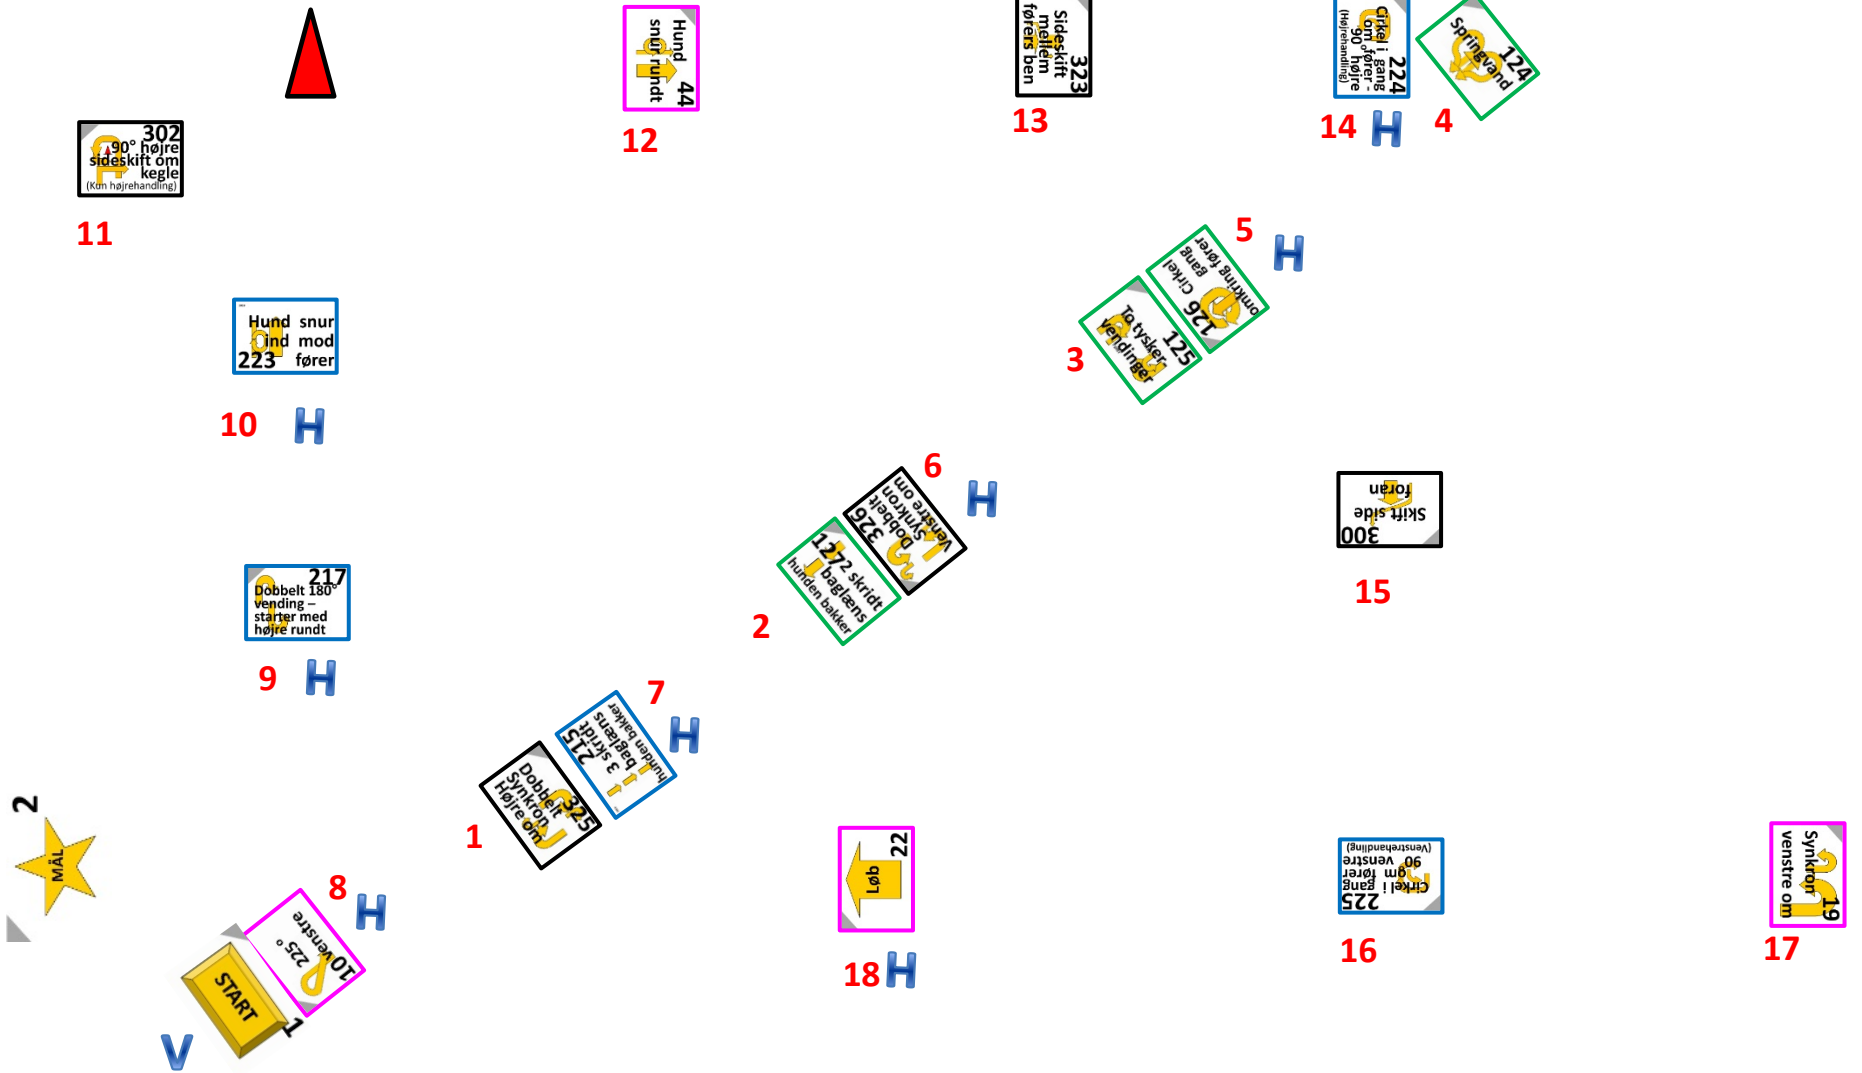 START
1
V
325
Dobbelt
Synkron
Højre om
1
127
2 skridt
baglæns
hunden bakker
2
125
To tysker-
vendinger
3
124
Springvand
4
126
Cirkel
gang
omkring fører
5
H
326
Dobbelt
Synkron
Venstre om
6
H
215
3 skridt
baglæns
hunden bakker
7
H
10
225°
venstre
8
H
217
Dobbelt 180°
vending –
starter med
højre rundt
9
H
Hund snur
ind mod
223 fører
10
H
302
90° højre
sideskift om
kegle
(Kun højrehandling)
11
44
Hund
snur rundt
12
323
Sideskift
mellem
førers ben
13
224
Cirkel i gang
om fører -
90° højre
(Højrehandling)
14
H
300
Skift side
foran
15
225
Cirkel i gang
om fører
90 venstre
(Venstrehandling)
16
19
Synkron
venstre om
17
22
Løb
18
H
MÅL
2